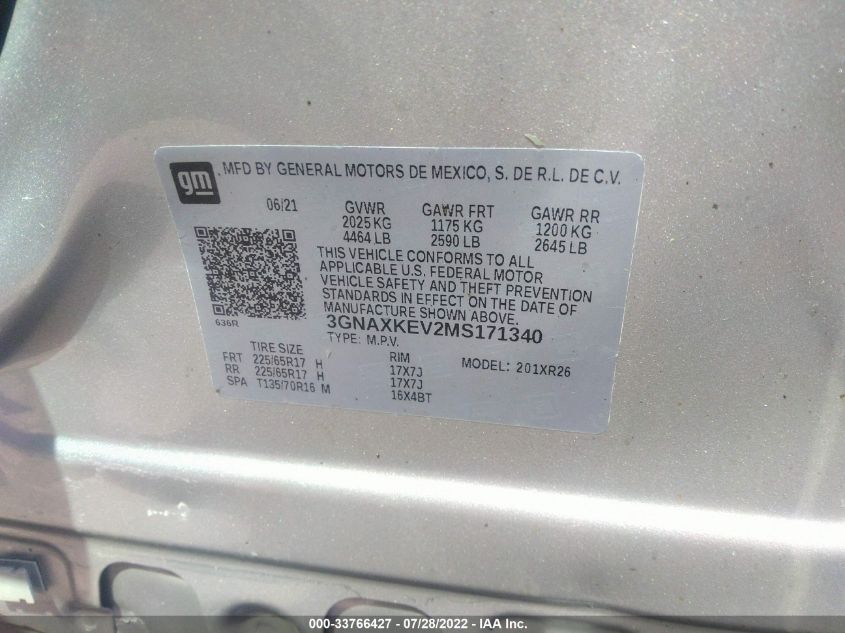 gm
MFD BY GENERAL MOTORS DE MEXICO, S. DE R.L. DE C.V.
06/21 GVWR GAWR FRT GAWR RR
2025 KG 1175 KG 1200 KG
4464 LB 2590 LB 2645 LB
THIS VEHICLE CONFORMS TO ALL
APPLICABLE U.S. FEDERAL MOTOR
VEHICLE SAFETY AND THEFT PREVENTION
STANDARDS IN EFFECT ON THE DATE OF
MANUFACTURE SHOWN ABOVE.
636R
3GNAXKEV2MS171340
TYPE: M.P.V.
TIRE SIZE RIM MODEL: 201XR26
FRT 225/65R17 H 17X7J
RR 225/65R17 H 17X7J
SPA T135/70R16 M 16X4BT
000-33766427 - 07/28/2022 - IAA Inc.